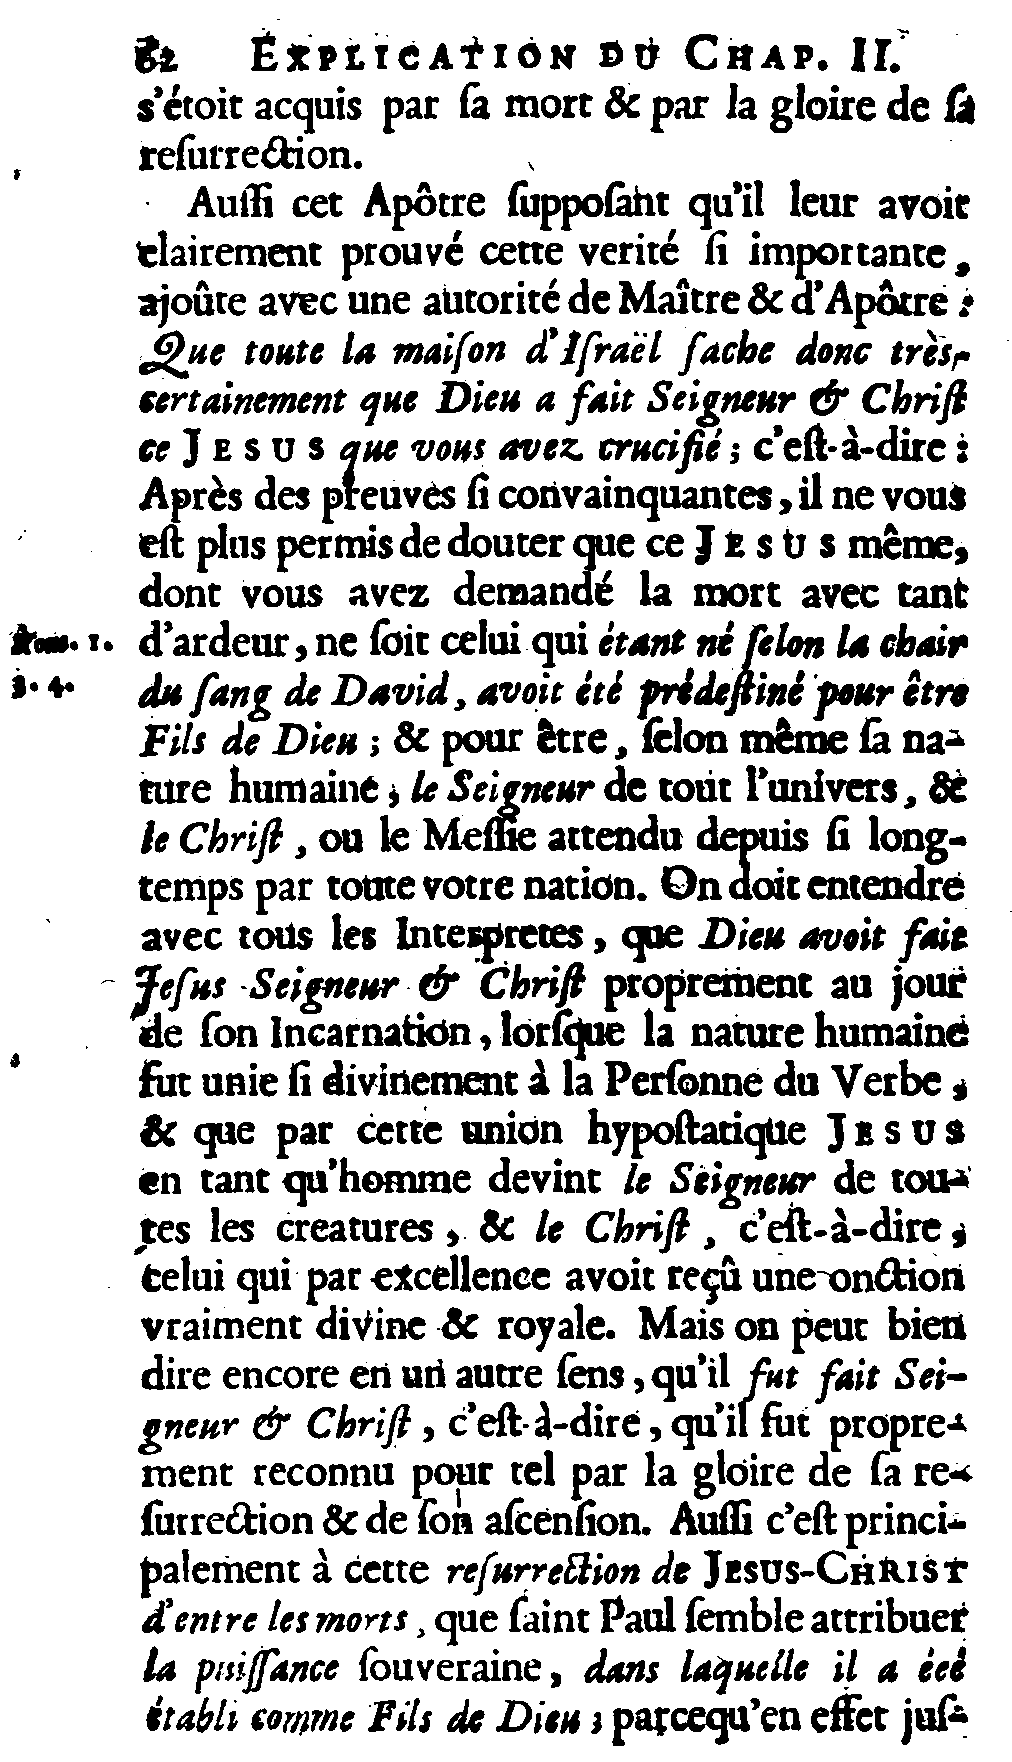 62 EXPLICATION DU CHAP. II.
s'étoit acquis par ſa mort & par la gloire de ſa
reſurrection.
Auſſi cet Apôtre ſuppoſant qu'il leur avoit
clairement prouvé cette verité ſi importante,
ajoûte avec une autorité de Maître & d'Apôtre :
Que toute la maiſon d'Iſraël ſache donc très-
certainement que Dieu a fait Seigneur & Chriſt
ce JESUS que vous avez crucifié ; c'eſt-à-dire :
Après des preuves ſi convainquantes, il ne vous
eſt plus permis de douter que ce JESUS même,
dont vous avez demandé la mort avec tant
Rom. 1. d'ardeur, ne ſoit celui qui étant né ſelon la chair
3. 4. du ſang de David, avoit été prédeſtiné pour être
Fils de Dieu ; & pour être, ſelon même ſa na-
ture humaine, le Seigneur de tout l'univers, &
le Chriſt, ou le Meſſie attendu depuis ſi long-
temps par toute votre nation. On doit entendre
avec tous les Interpretes, que Dieu avoit fait
Jeſus Seigneur & Chriſt proprement au jour
de ſon Incarnation, lorſque la nature humaine
fut unie ſi divinement à la Perſonne du Verbe,
& que par cette union hypoſtatique JESUS
en tant qu'homme devint le Seigneur de tou-
tes les creatures, & le Chriſt, c'eſt-à-dire,
celui qui par excellence avoit reçû une onction
vraiment divine & royale. Mais on peut bien
dire encore en un autre ſens, qu'il fut fait Sei-
gneur & Chriſt, c'eſt-à-dire, qu'il fut propre-
ment reconnu pour tel par la gloire de ſa re-
ſurrection & de ſon aſcenſion. Auſſi c'eſt princi-
palement à cette reſurrection de JESUS-CHRIST
d'entre les morts, que ſaint Paul ſemble attribuer
la puiſſance ſouveraine, dans laquelle il a été
établi comme Fils de Dieu ; parcequ'en effet juſ-